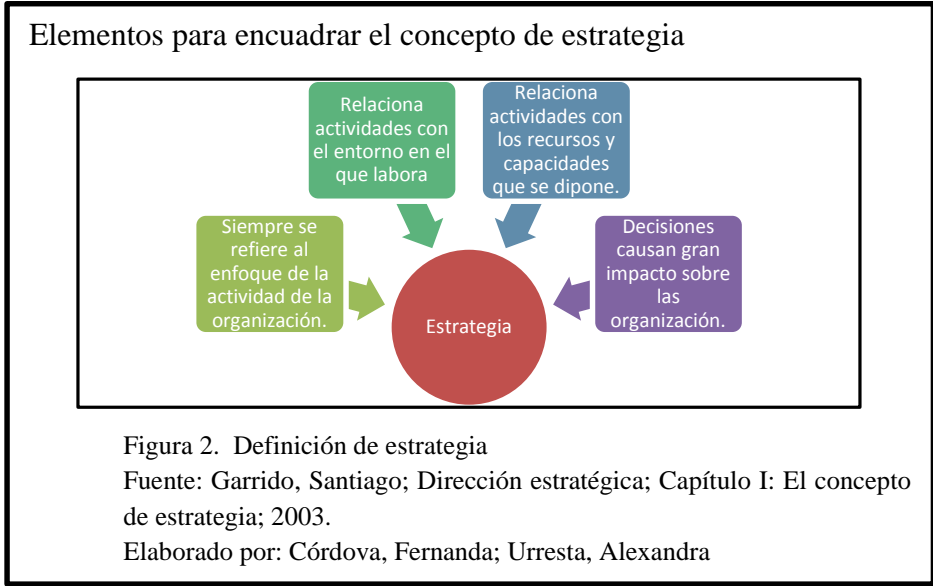 Elementos para encuadrar el concepto de estrategia
Siempre se
refiere al
enfoque de la
actividad de la
organización.
Relaciona
actividades con
el entorno en el
que labora
Relaciona
actividades con
los recursos y
capacidades
que se dipone.
Decisiones
causan gran
impacto sobre
las
organización.
Estrategia
Figura 2. Definición de estrategia
Fuente: Garrido, Santiago; Dirección estratégica; Capítulo I: El concepto
de estrategia; 2003.
Elaborado por: Córdova, Fernanda; Urresta, Alexandra